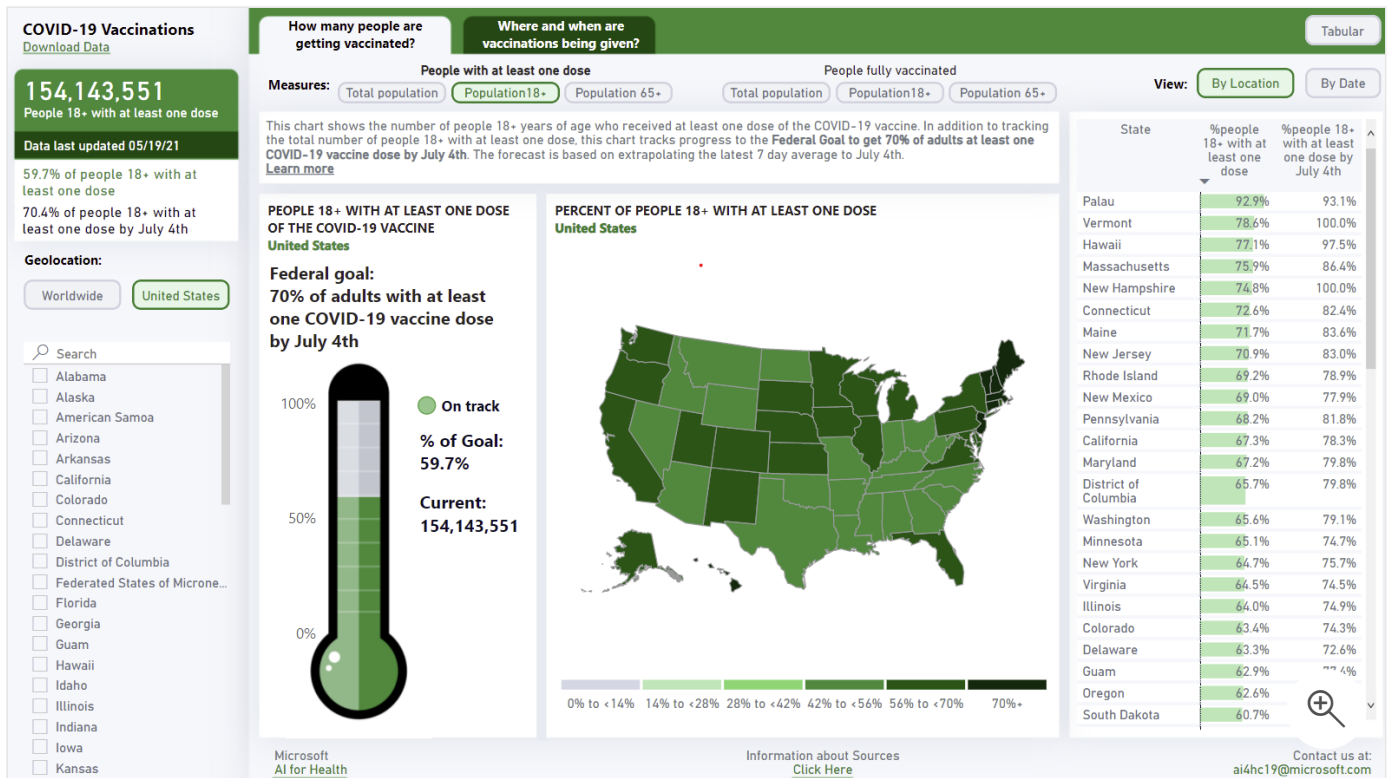 COVID-19 Vaccinations
Download Data
154,143,551
People 18+ with at least one dose
Data last updated 05/19/21
59.7% of people 18+ with at
least one dose
70.4% of people 18+ with at
least one dose by July 4th
Geolocation:
Worldwide
United States
Search
Alabama
Alaska
American Samoa
Arizona
Arkansas
California
Colorado
Connecticut
Delaware
District of Columbia
Federated States of Microne...
Florida
Georgia
Guam
Hawaii
Idaho
Illinois
Indiana
Iowa
Kansas
How many people are
getting vaccinated?
Where and when are
vaccinations being given?
Tabular
Measures:
People with at least one dose
Total population
Population18+
Population 65+
People fully vaccinated
Total population
Population18+
Population 65+
View:
By Location
By Date
This chart shows the number of people 18+ years of age who received at least one dose of the COVID-19 vaccine. In addition to tracking
the total number of people 18+ with at least one dose, this chart tracks progress to the Federal Goal to get 70% of adults at least one
COVID-19 vaccine dose by July 4th. The forecast is based on extrapolating the latest 7 day average to July 4th.
Learn more
PEOPLE 18+ WITH AT LEAST ONE DOSE
OF THE COVID-19 VACCINE
United States
Federal goal:
70% of adults with at least
one COVID-19 vaccine dose
by July 4th
100%
50%
0%
On track
% of Goal:
59.7%
Current:
154,143,551
PERCENT OF PEOPLE 18+ WITH AT LEAST ONE DOSE
United States
0% to <14% 14% to <28% 28% to <42% 42% to <56% 56% to <70% 70%+
State
%people
18+ with at
least one
dose
%people 18+
with at least
one dose by
July 4th
Palau 92.9% 93.1%
Vermont 78.6% 100.0%
Hawaii 77.1% 97.5%
Massachusetts 75.9% 86.4%
New Hampshire 74.8% 100.0%
Connecticut 72.6% 82.4%
Maine 71.7% 83.6%
New Jersey 70.9% 83.0%
Rhode Island 69.2% 78.9%
New Mexico 69.0% 77.9%
Pennsylvania 68.2% 81.8%
California 67.3% 78.3%
Maryland 67.2% 79.8%
District of
Columbia 65.7% 79.8%
Washington 65.6% 79.1%
Minnesota 65.1% 74.7%
New York 64.7% 75.7%
Virginia 64.5% 74.5%
Illinois 64.0% 74.9%
Colorado 63.4% 74.3%
Delaware 63.3% 72.6%
Guam 62.9%
Oregon 62.6%
South Dakota 60.7%
Microsoft
AI for Health
Information about Sources
Click Here
Contact us at:
ai4hc19@microsoft.com